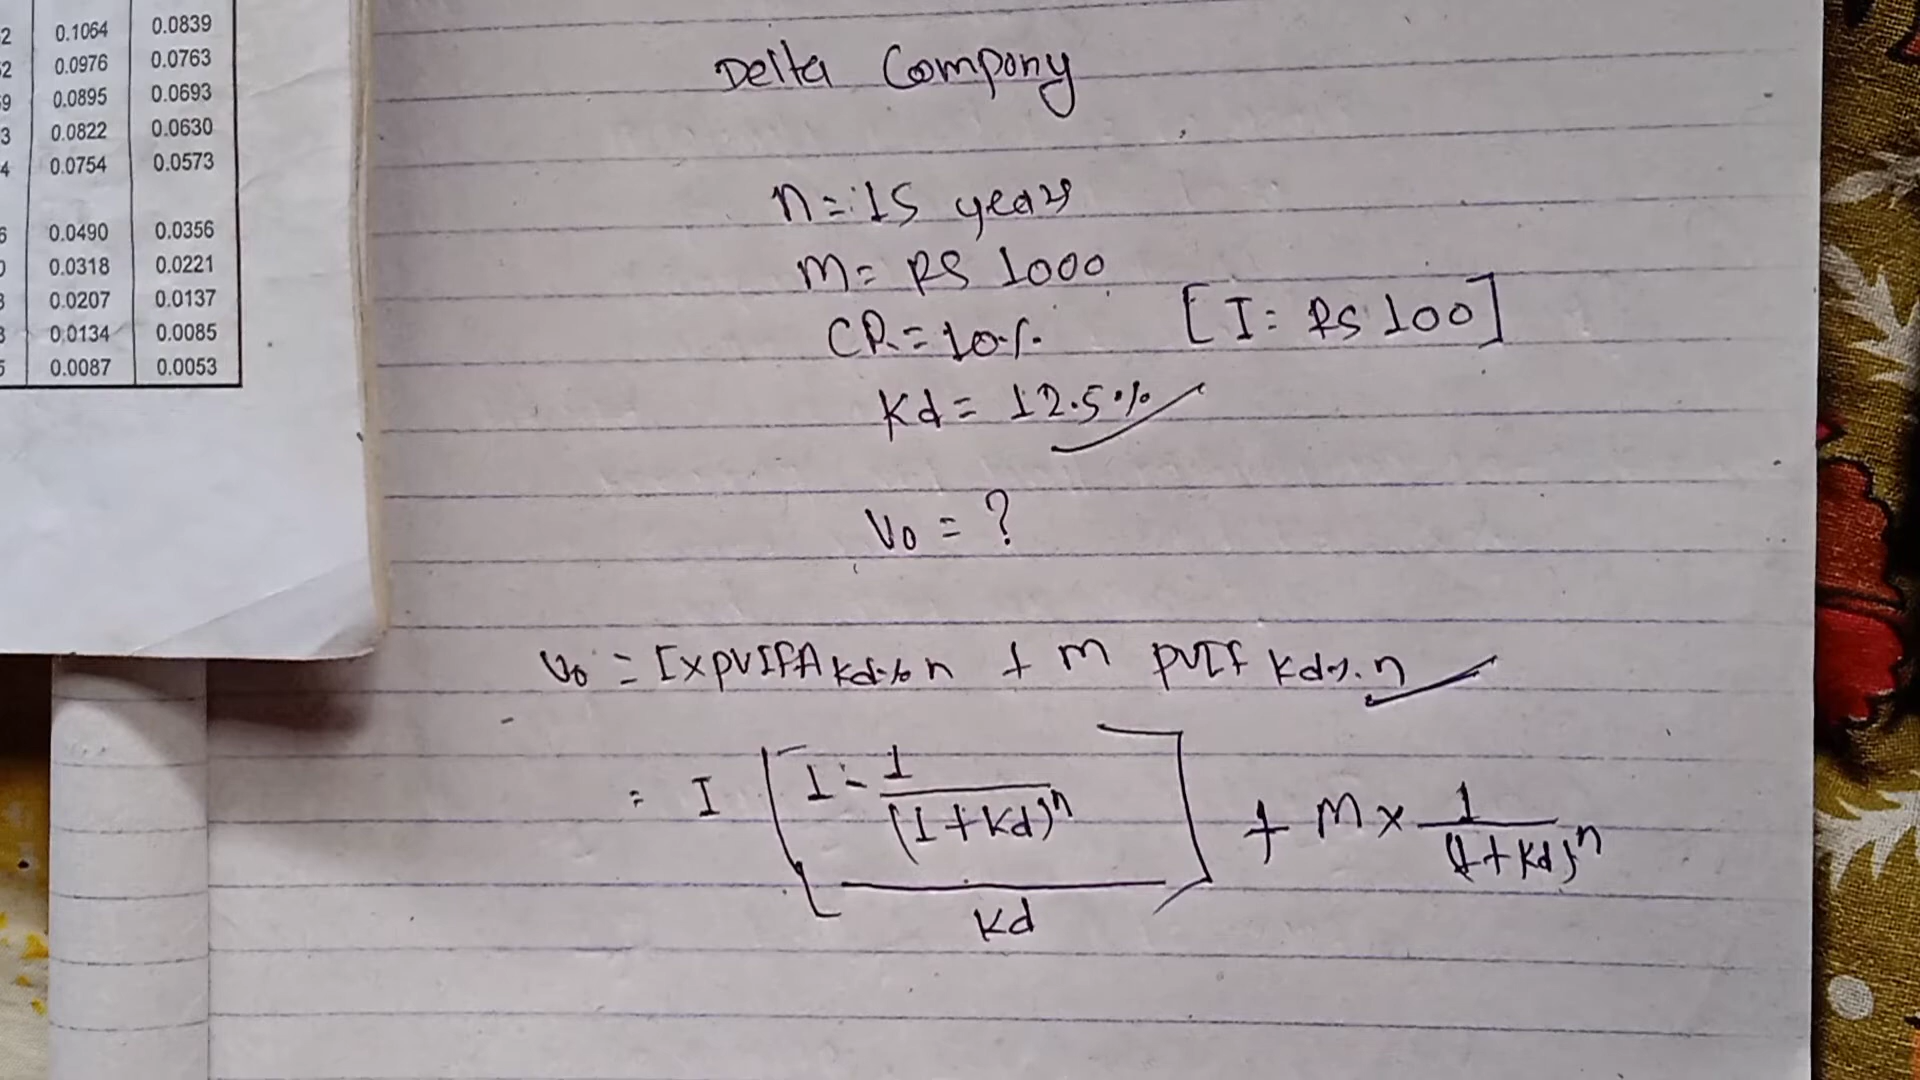 2 0.1064 0.0839
2 0.0976 0.0763
9 0.0895 0.0693
3 0.0822 0.0630
4 0.0754 0.0573
6 0.0490 0.0356
0.0318 0.0221
3 0.0207 0.0137
3 0.0134 0.0085
5 0.0087 0.0053
Delta Company
n = 15 years
M = RS 1000
CR = 10% [I = RS 100]
Kd = 12.5%
V0 = ?
V0 = I x PVIFA kd% n + M PVIF kd%. n
= I [ 1 - 1 / (1 + Kd)^n / Kd ] + M x 1 / (1 + Kd)^n